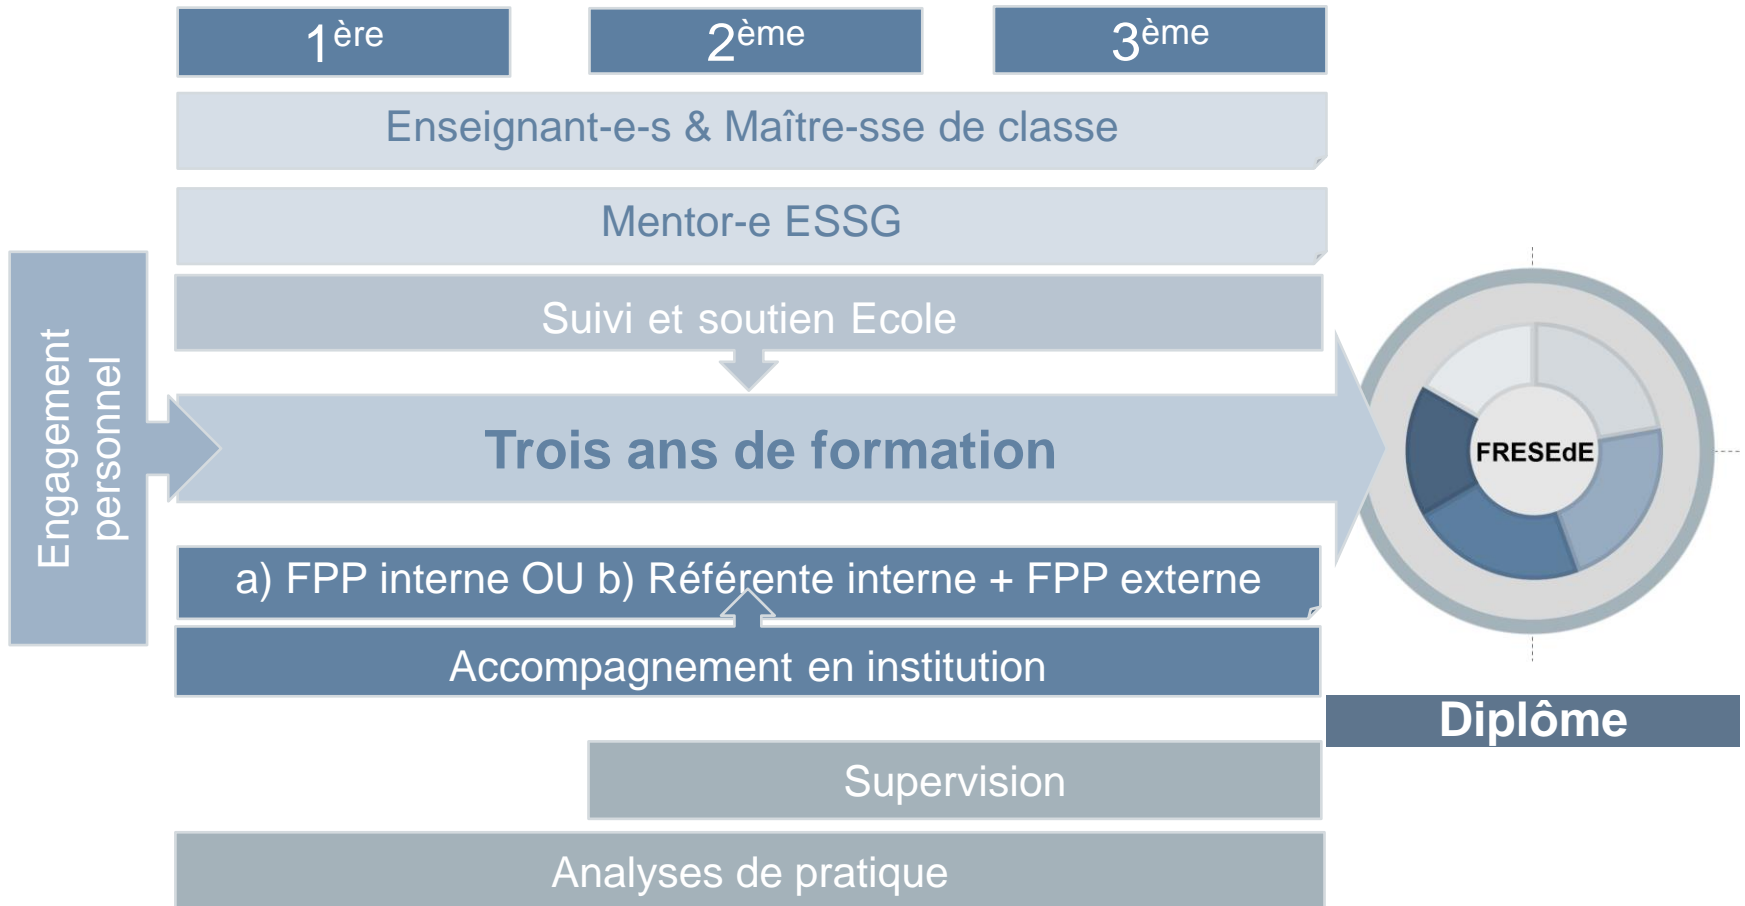 1ère
2ème
3ème
Enseignant-e-s & Maître-sse de classe
Mentor-e ESSG
Suivi et soutien Ecole
Engagement
personnel
Trois ans de formation
FRESEdE
a) FPP interne OU b) Référente interne + FPP externe
Accompagnement en institution
Diplôme
Supervision
Analyses de pratique